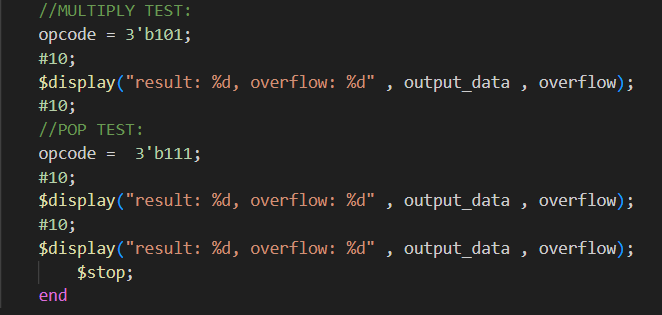 //MULTIPLY TEST:
opcode = 3'b101;
#10;
$display("result: %d, overflow: %d" , output_data , overflow);
#10;
//POP TEST:
opcode =  3'b111;
#10;
$display("result: %d, overflow: %d" , output_data , overflow);
#10;
$display("result: %d, overflow: %d" , output_data , overflow);
    $stop;
end